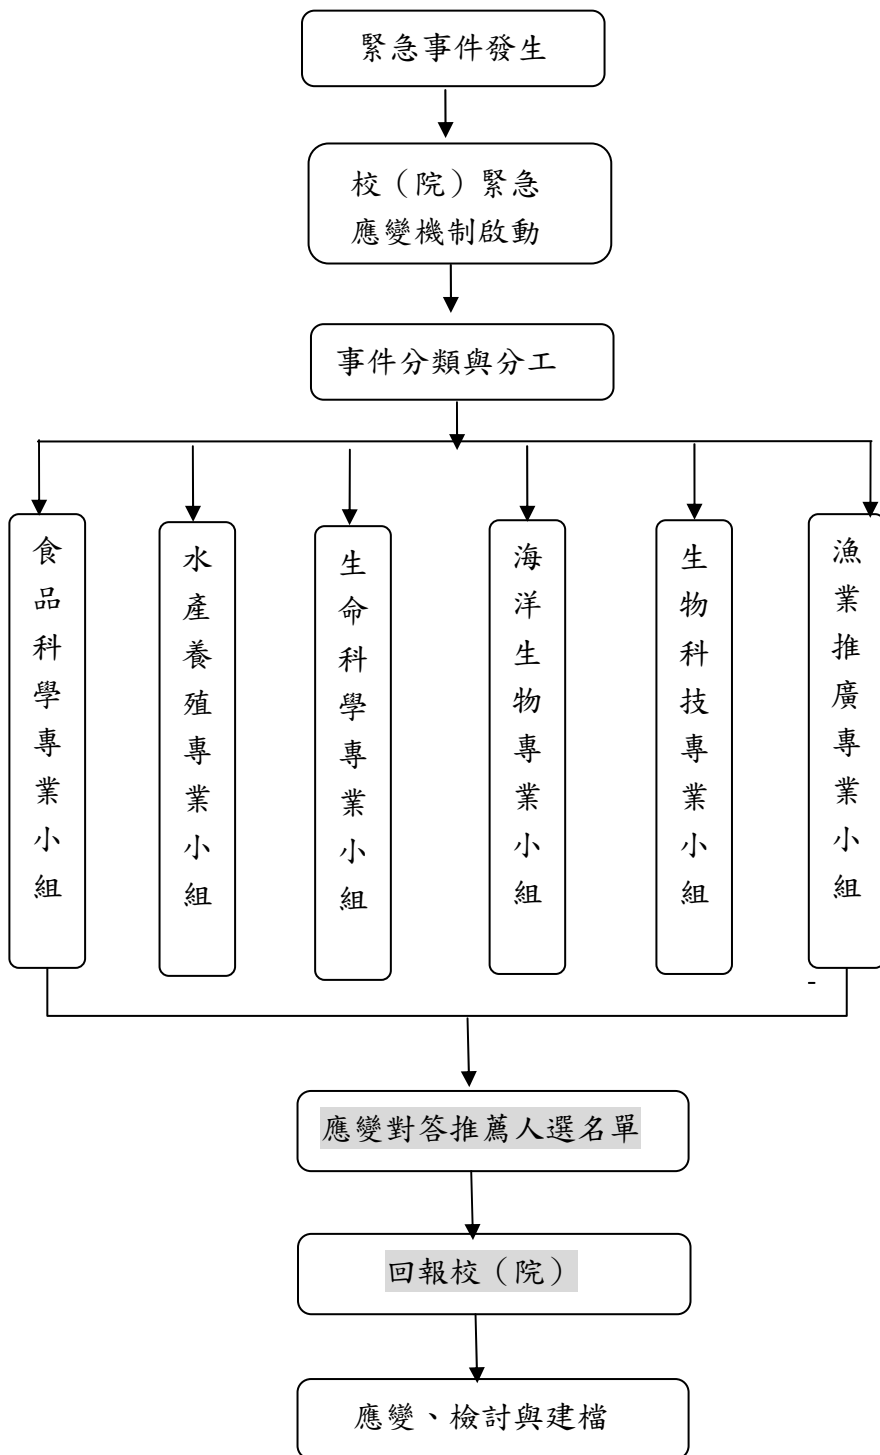 緊急事件發生
校（院）緊急
應變機制啟動
事件分類與分工
食品科學專業小組
水產養殖專業小組
生命科學專業小組
海洋生物專業小組
生物科技專業小組
漁業推廣專業小組
-
應變對答推薦人選名單
回報校（院）
應變、檢討與建檔